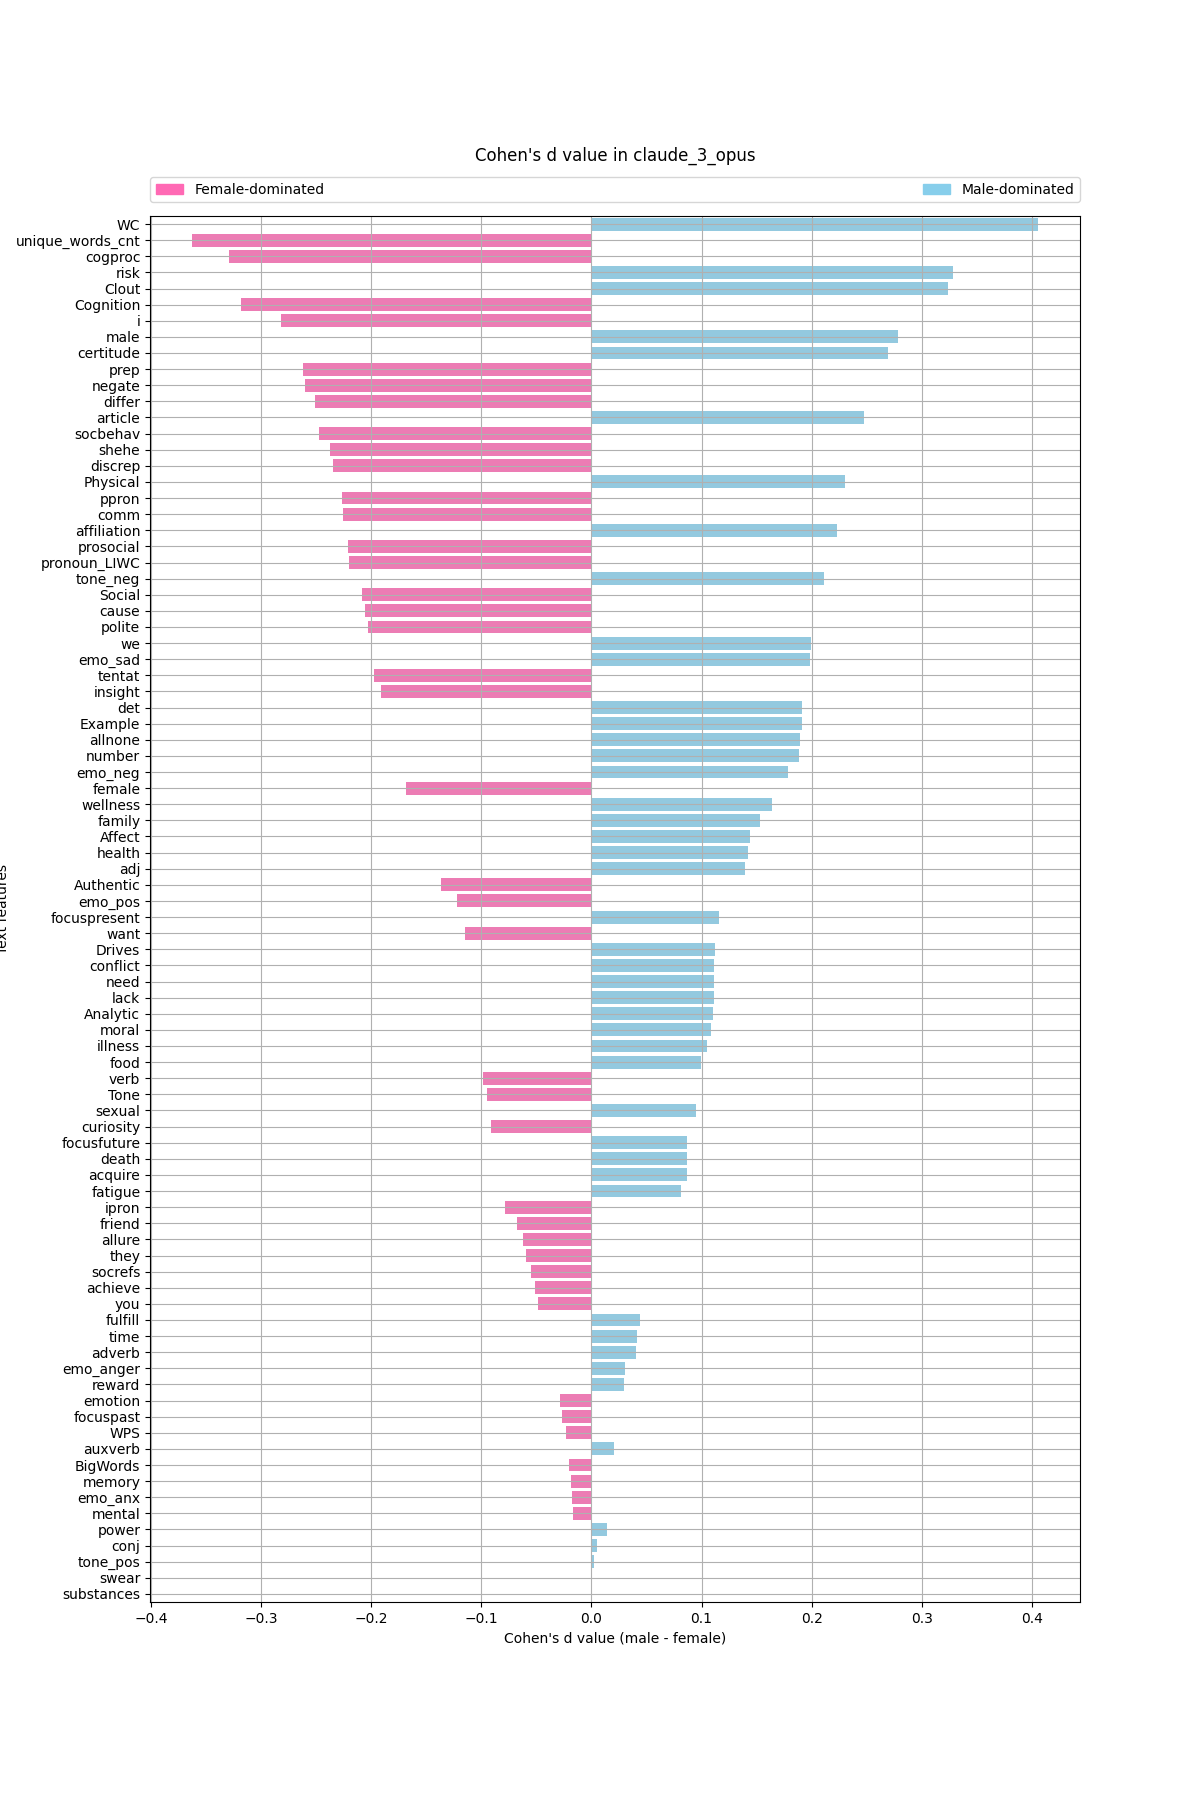 Cohen's d value in claude_3_opus
Female-dominated
Male-dominated
WC
unique_words_cnt
cogproc
risk
Clout
Cognition
i
male
certitude
prep
negate
differ
article
socbehav
shehe
discrep
Physical
ppron
comm
affiliation
prosocial
pronoun_LIWC
tone_neg
Social
cause
polite
we
emo_sad
tentat
insight
det
Example
allnone
number
emo_neg
female
wellness
family
Affect
health
adj
Authentic
emo_pos
focuspresent
want
Drives
conflict
need
lack
Analytic
moral
illness
food
verb
Tone
sexual
curiosity
focusfuture
death
acquire
fatigue
ipron
friend
allure
they
socrefs
achieve
you
fulfill
time
adverb
emo_anger
reward
emotion
focuspast
WPS
auxverb
BigWords
memory
emo_anx
mental
power
conj
tone_pos
swear
substances
−0.4 −0.3 −0.2 −0.1 0.0 0.1 0.2 0.3 0.4
Cohen's d value (male - female)